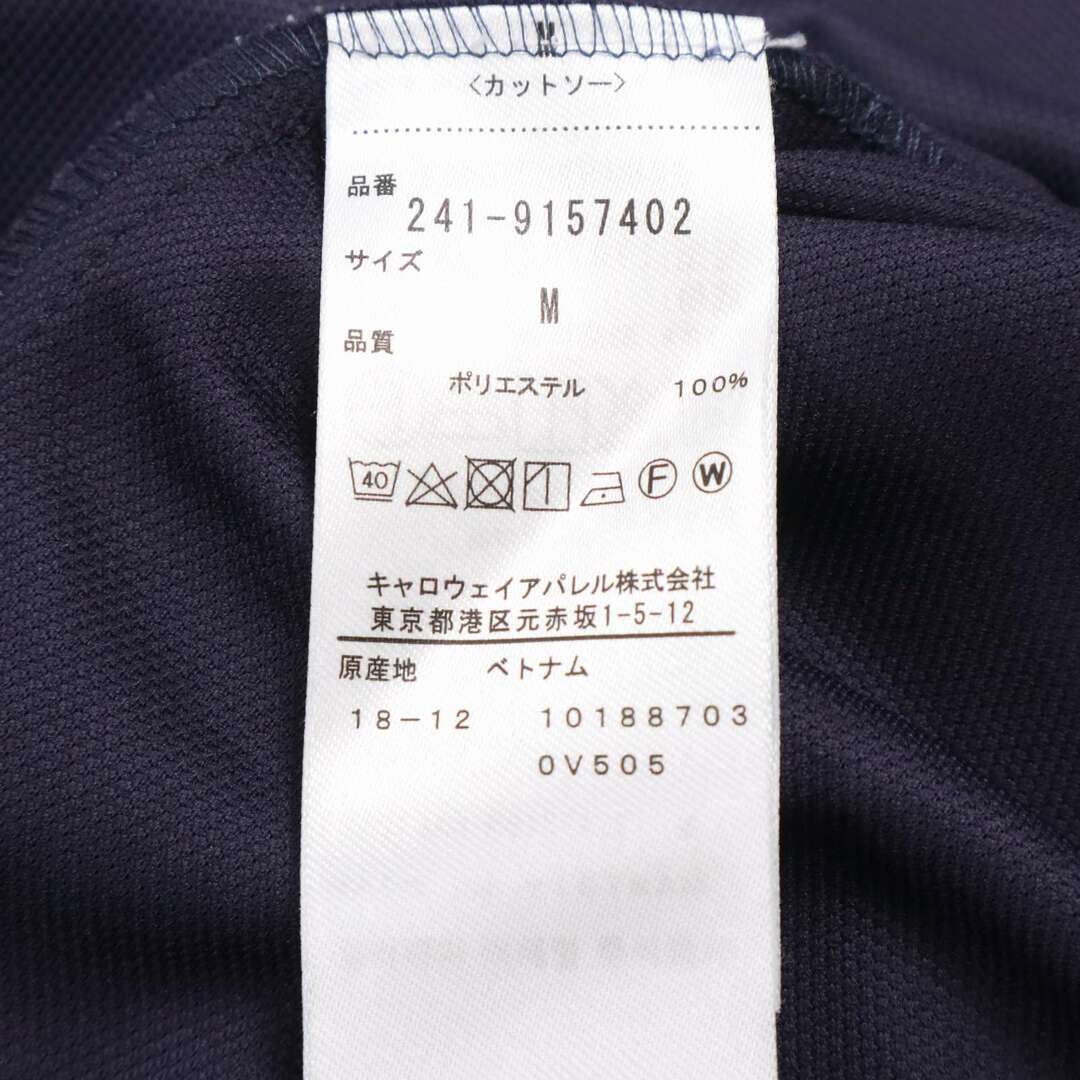 <カットソー>
品番
241-9157402
サイズ
M
品質
ポリエステル 100%
40 F W
キャロウェイアパレル株式会社
東京都港区元赤坂1-5-12
原産地 ベトナム
18-12 10188703
0V505